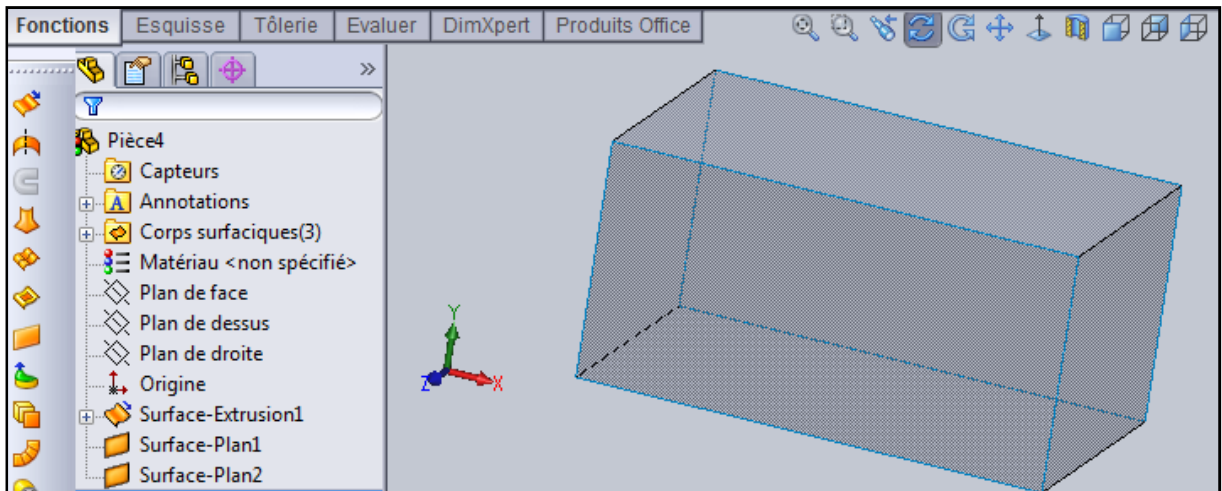 Fonctions Esquisse Tôlerie Evaluer DimXpert Produits Office
Pièce4
Capteurs
A Annotations
Corps surfaciques(3)
Matériau <non spécifié>
Plan de face
Plan de dessus
Plan de droite
Origine
Surface-Extrusion1
Surface-Plan1
Surface-Plan2
Y
Z X